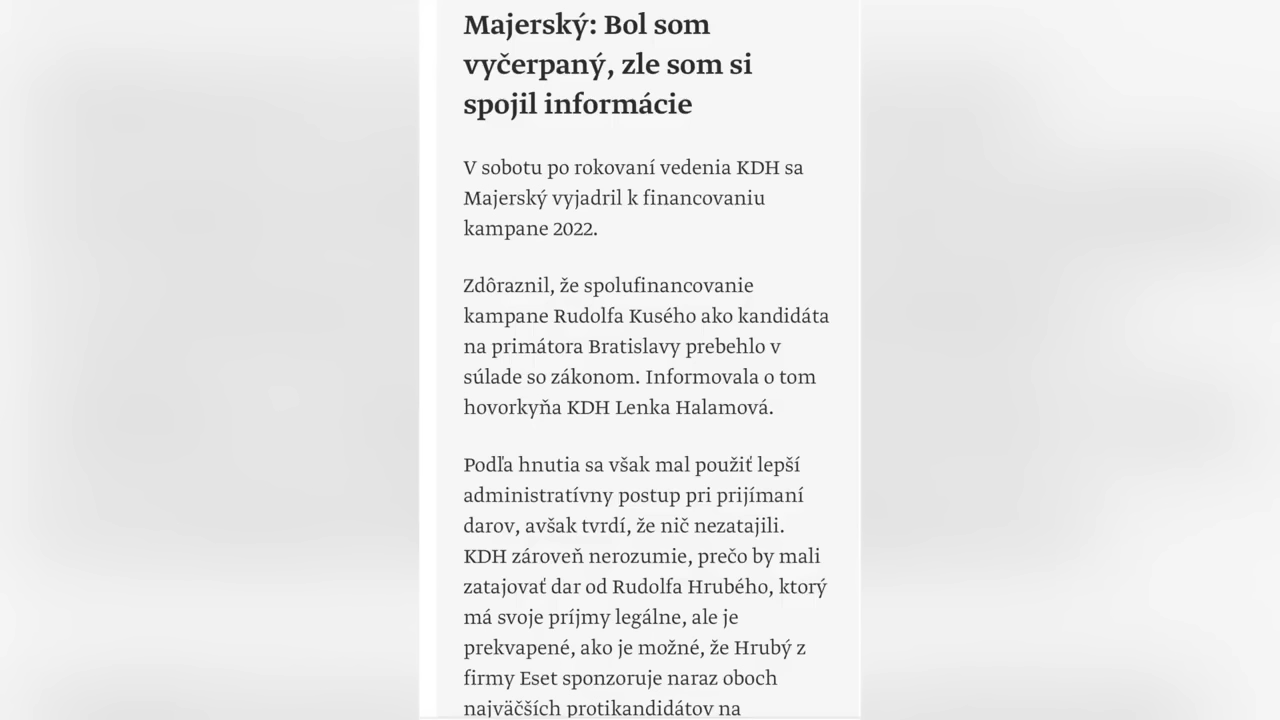 Majerský: Bol som
vyčerpaný, zle som si
spojil informácie
V sobotu po rokovaní vedenia KDH sa
Majerský vyjadril k financovaniu
kampane 2022.
Zdôraznil, že spolufinancovanie
kampane Rudolfa Kusého ako kandidáta
na primátora Bratislavy prebehlo v
súlade so zákonom. Informovala o tom
hovorkyňa KDH Lenka Halamová.
Podľa hnutia sa však mal použiť lepší
administratívny postup pri prijímaní
darov, avšak tvrdí, že nič nezatajili.
KDH zároveň nerozumie, prečo by mali
zatajovať dar od Rudolfa Hrubého, ktorý
má svoje príjmy legálne, ale je
prekvapené, ako je možné, že Hrubý z
firmy Eset sponzoruje naraz oboch
najväčších protikandidátov na